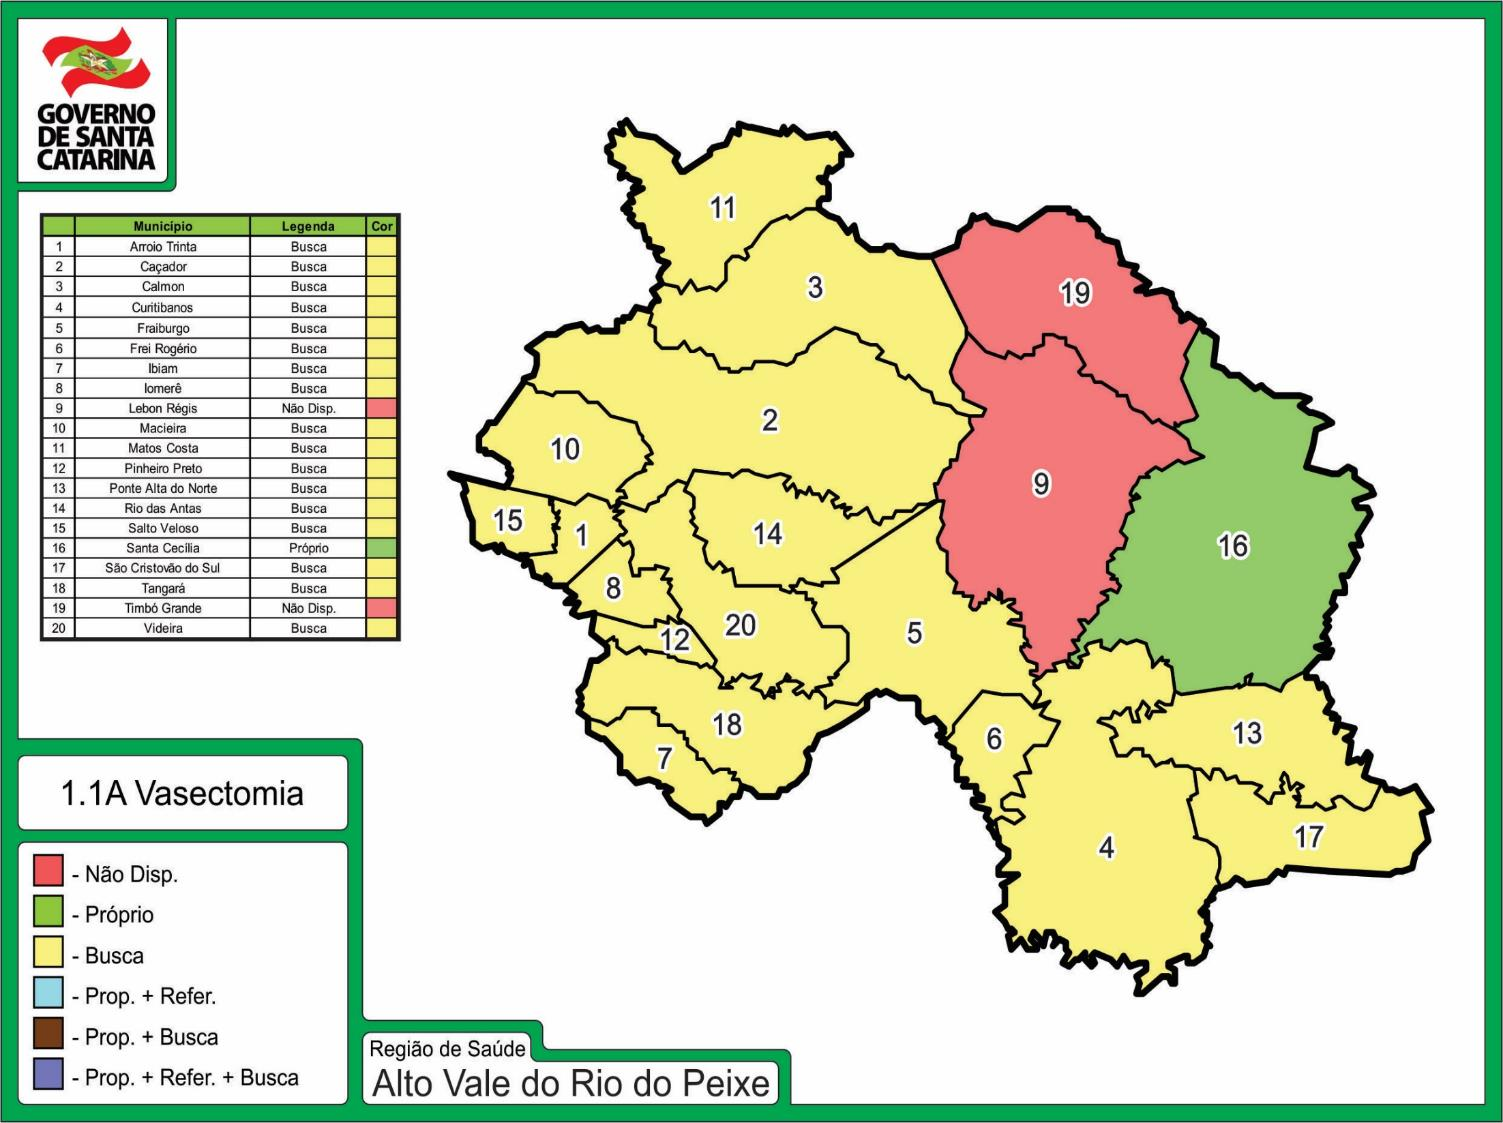 GOVERNO
DE SANTA
CATARINA
Município Legenda Cor
1 Arroio Trinta Busca
2 Caçador Busca
3 Calmon Busca
4 Curitibanos Busca
5 Fraiburgo Busca
6 Frei Rogério Busca
7 Ibiam Busca
8 Iomerê Busca
9 Lebon Régis Não Disp.
10 Macieira Busca
11 Matos Costa Busca
12 Pinheiro Preto Busca
13 Ponte Alta do Norte Busca
14 Rio das Antas Busca
15 Salto Veloso Busca
16 Santa Cecília Próprio
17 São Cristovão do Sul Busca
18 Tangará Busca
19 Timbó Grande Não Disp.
20 Videira Busca
11
3
19
2
10
9
15
1
14
16
8
20
12
5
18
6
13
7
17
4
1.1A Vasectomia
- Não Disp.
- Próprio
- Busca
- Prop. + Refer.
- Prop. + Busca
- Prop. + Refer. + Busca
Região de Saúde
Alto Vale do Rio do Peixe